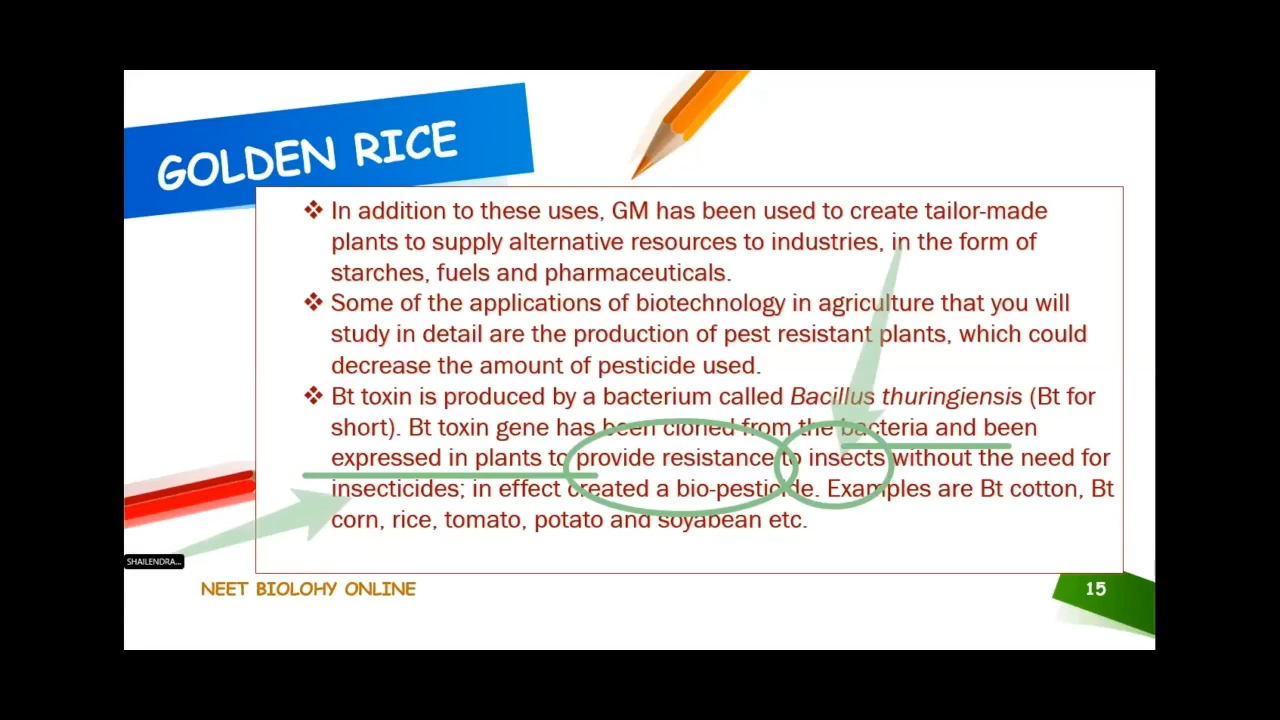 GOLDEN RICE
❖ In addition to these uses, GM has been used to create tailor-made
plants to supply alternative resources to industries, in the form of
starches, fuels and pharmaceuticals.
❖ Some of the applications of biotechnology in agriculture that you will
study in detail are the production of pest resistant plants, which could
decrease the amount of pesticide used.
❖ Bt toxin is produced by a bacterium called Bacillus thuringiensis (Bt for
short). Bt toxin gene has been cloned from the bacteria and been
expressed in plants to provide resistance to insects without the need for
insecticides; in effect created a bio-pesticide. Examples are Bt cotton, Bt
corn, rice, tomato, potato and soyabean etc.
SHAILENDRA...
NEET BIOLOHY ONLINE
15